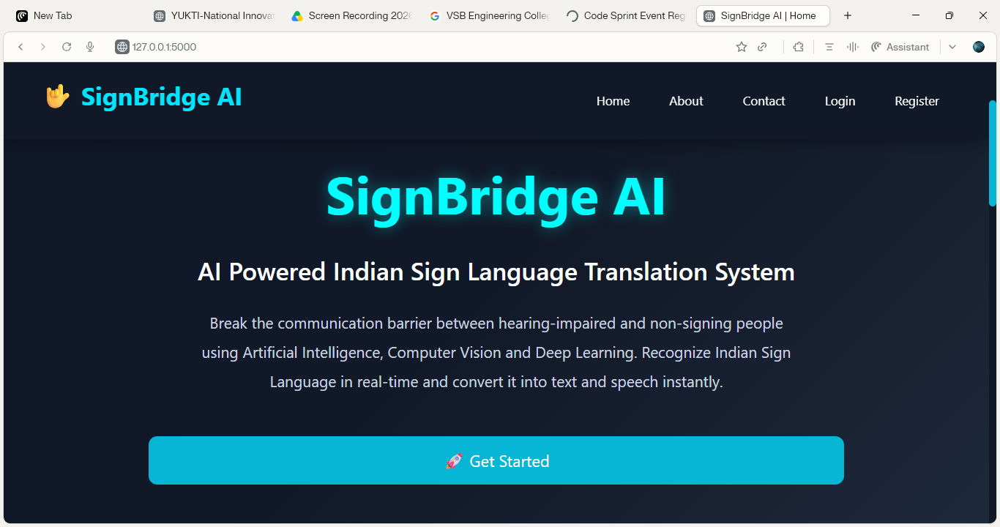 New Tab
YUKTI-National Innova
Screen Recording 202
VSB Engineering Colle
Code Sprint Event Reg
SignBridge AI | Home
127.0.0.1:5000
Assistant
SignBridge AI
Home
About
Contact
Login
Register
SignBridge AI
AI Powered Indian Sign Language Translation System
Break the communication barrier between hearing-impaired and non-signing people
using Artificial Intelligence, Computer Vision and Deep Learning. Recognize Indian Sign
Language in real-time and convert it into text and speech instantly.
🚀 Get Started